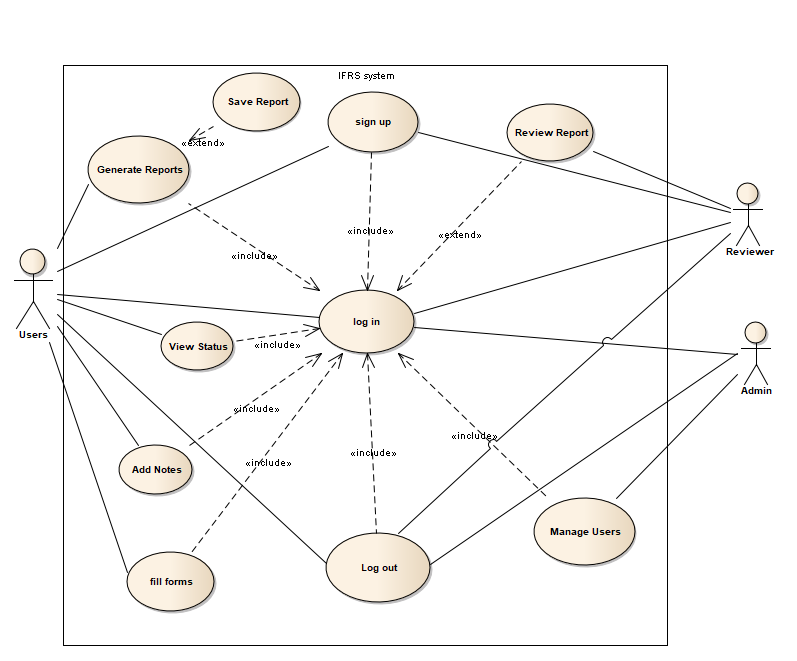 IFRS system
Save Report
sign up
Review Report
«extend»
Generate Reports
«include»
«extend»
Reviewer
«include»
Users
log in
View Status
«include»
Admin
«include»
«include»
«include»
«include»
Add Notes
Manage Users
Log out
fill forms